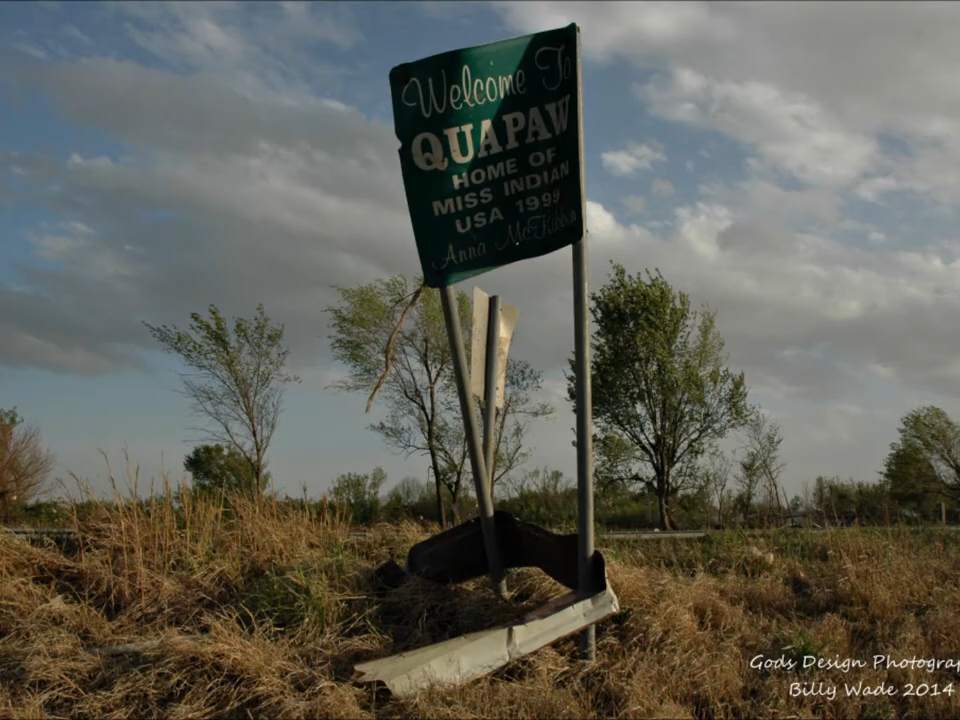 Welcome To
QUAPAW
HOME OF
MISS INDIAN
USA 1999
Anna McKibben
Gods Design Photograp
Billy Wade 2014